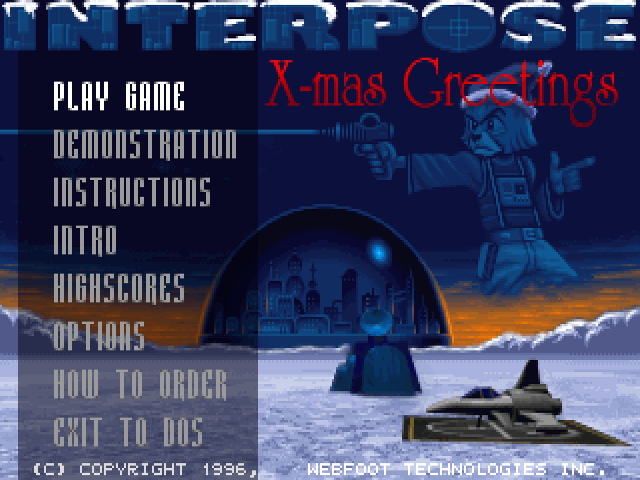 INTERPOSE
X-mas Greetings
PLAY GAME
DEMONSTRATION
INSTRUCTIONS
INTRO
HIGHSCORES
OPTIONS
HOW TO ORDER
EXIT TO DOS
(C) COPYRIGHT 1996, WEBFOOT TECHNOLOGIES INC.